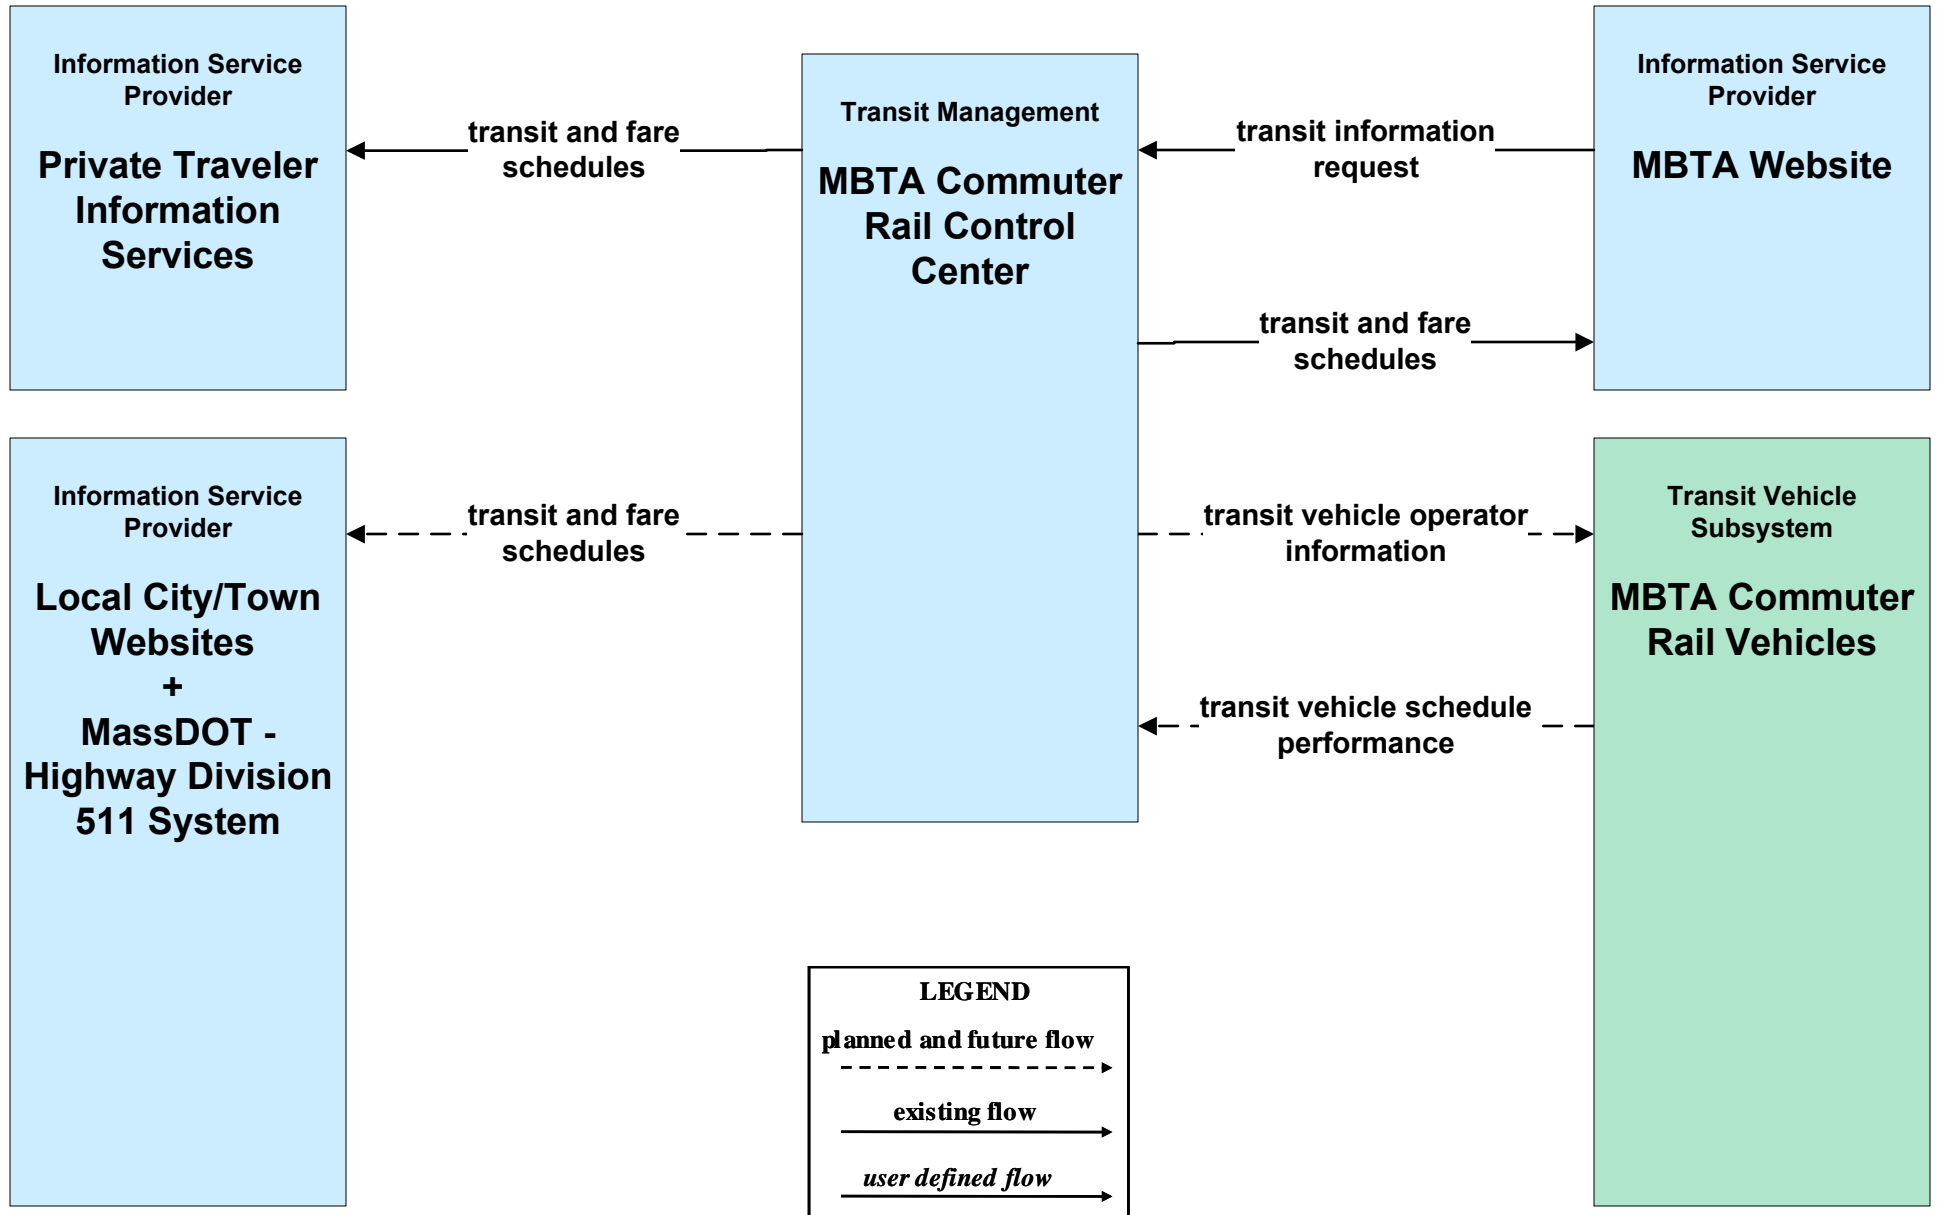 Information Service
Provider
Private Traveler
Information
Services
transit and fare
schedules
Transit Management
MBTA Commuter
Rail Control
Center
transit information
request
Information Service
Provider
MBTA Website
transit and fare
schedules
Information Service
Provider
Local City/Town
Websites
+
MassDOT -
Highway Division
511 System
transit and fare
schedules
transit vehicle operator
information
Transit Vehicle
Subsystem
MBTA Commuter
Rail Vehicles
transit vehicle schedule
performance
LEGEND
planned and future flow
existing flow
user defined flow